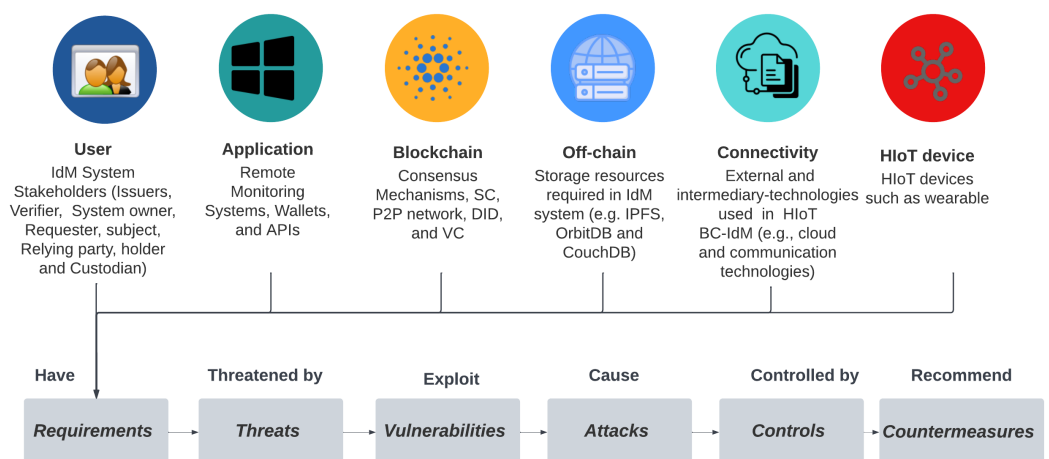 User
IdM System
Stakeholders (Issuers,
Verifier, System owner,
Requester, subject,
Relying party, holder
and Custodian)
Application
Remote
Monitoring
Systems, Wallets,
and APIs
Blockchain
Consensus
Mechanisms, SC,
P2P network, DID,
and VC
Off-chain
Storage resources
required in IdM
system (e.g. IPFS,
OrbitDB and
CouchDB)
Connectivity
External and
intermediary-technologies
used in HIoT
BC-IdM (e.g., cloud
and communication
technologies)
HIoT device
HIoT devices
such as wearable
Have
Threatened by
Exploit
Cause
Controlled by
Recommend
Requirements
Threats
Vulnerabilities
Attacks
Controls
Countermeasures